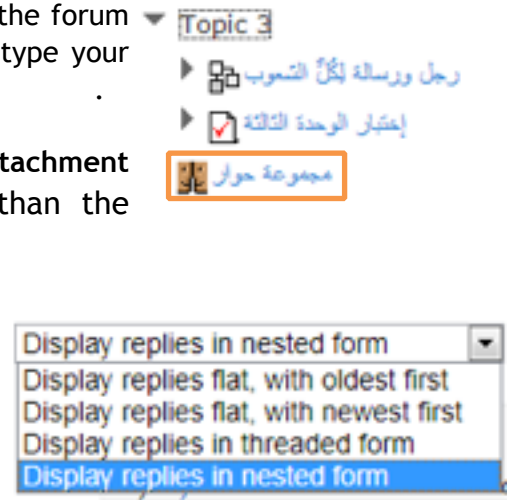 the forum
type your
.
tachment
than the
Topic 3
رجل ورسالة لِكُلِّ الشعوب
إختبار الوحدة الثالثة
مجموعة حوار
Display replies in nested form
Display replies flat, with oldest first
Display replies flat, with newest first
Display replies in threaded form
Display replies in nested form